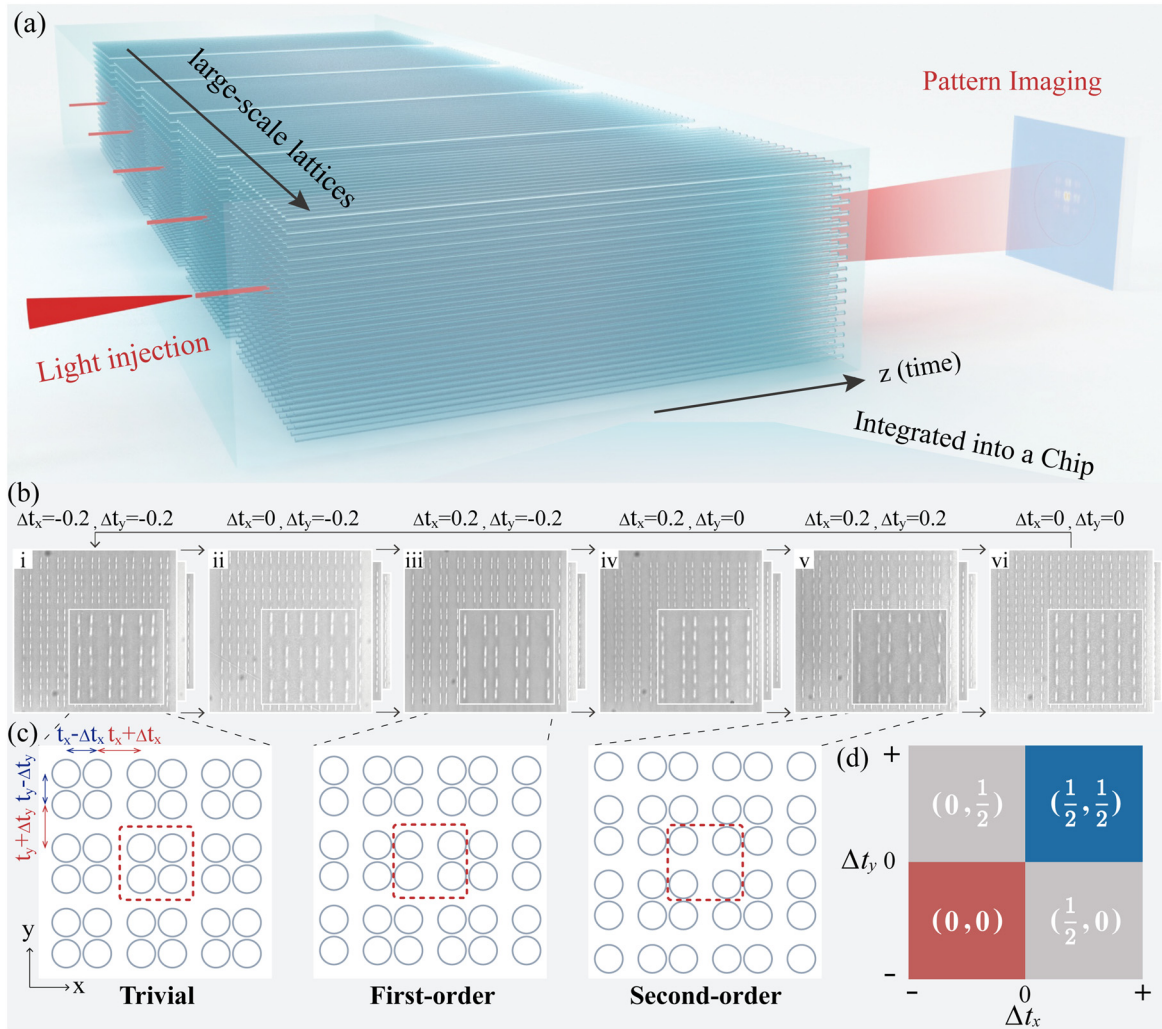 (a)
large-scale lattices
Pattern Imaging
Light injection
z (time)
Integrated into a Chip
(b)
Δtx=-0.2 , Δty=-0.2
Δtx=0 , Δty=-0.2
Δtx=0.2 , Δty=-0.2
Δtx=0.2 , Δty=0
Δtx=0.2 , Δty=0.2
Δtx=0 , Δty=0
i
ii
iii
iv
v
vi
(c)
tx-Δtx
tx+Δtx
ty-Δty
ty+Δty
y
x
Trivial
First-order
Second-order
(d)
+
(0, 1/2)
(1/2, 1/2)
Δty
0
(0,0)
(1/2, 0)
-
-
0
+
Δtx